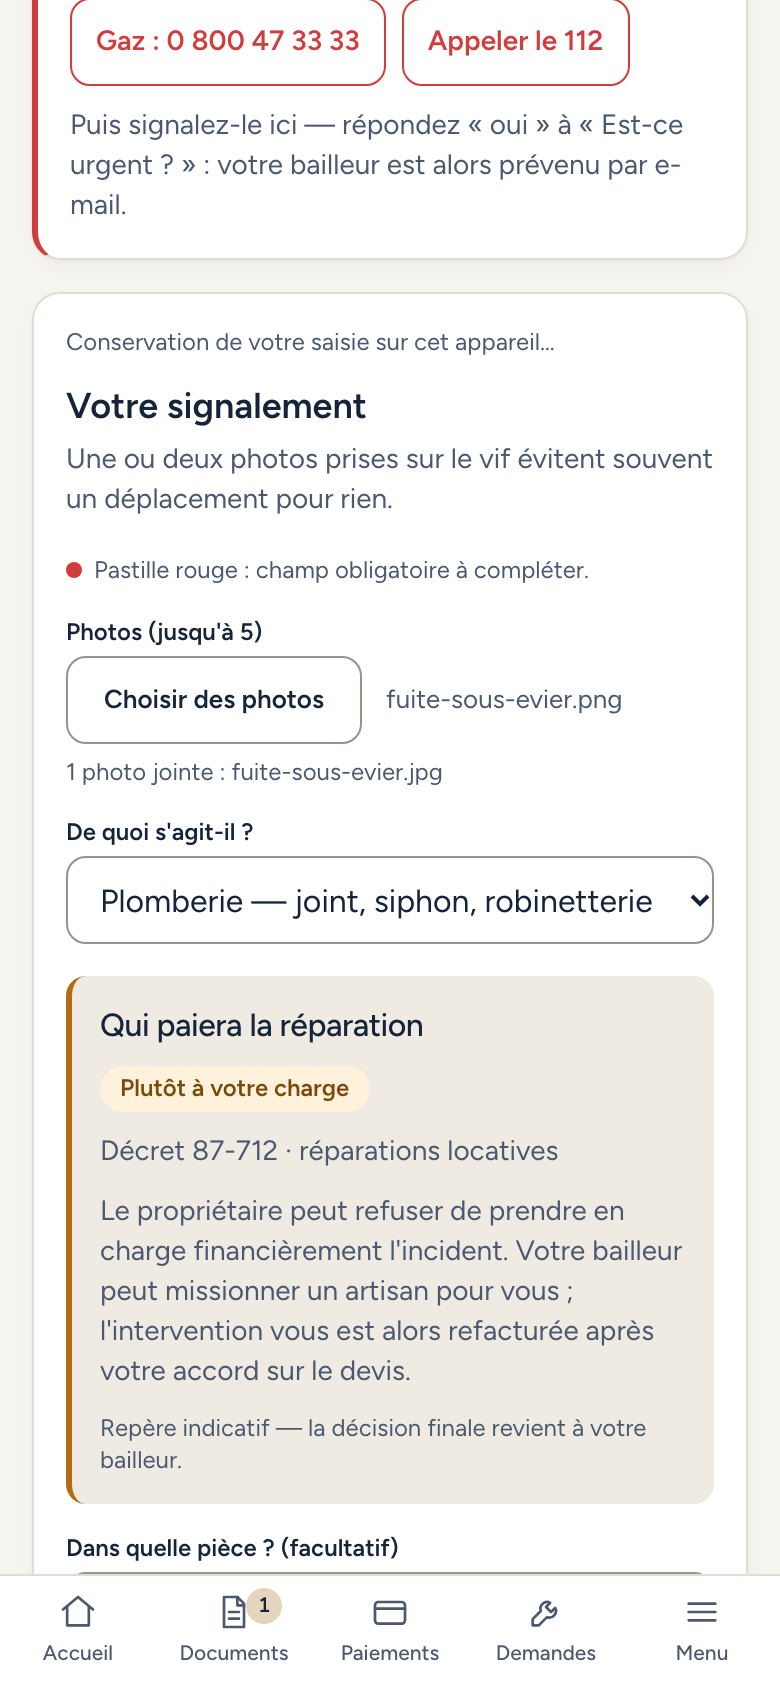 Gaz : 0 800 47 33 33
Appeler le 112
Puis signalez-le ici — répondez « oui » à « Est-ce
urgent ? » : votre bailleur est alors prévenu par e-
mail.
Conservation de votre saisie sur cet appareil...
Votre signalement
Une ou deux photos prises sur le vif évitent souvent
un déplacement pour rien.
Pastille rouge : champ obligatoire à compléter.
Photos (jusqu'à 5)
Choisir des photos
fuite-sous-evier.png
1 photo jointe : fuite-sous-evier.jpg
De quoi s'agit-il ?
Plomberie — joint, siphon, robinetterie
Qui paiera la réparation
Plutôt à votre charge
Décret 87-712 · réparations locatives
Le propriétaire peut refuser de prendre en
charge financièrement l'incident. Votre bailleur
peut missionner un artisan pour vous ;
l'intervention vous est alors refacturée après
votre accord sur le devis.
Repère indicatif — la décision finale revient à votre
bailleur.
Dans quelle pièce ? (facultatif)
1
Accueil
Documents
Paiements
Demandes
Menu